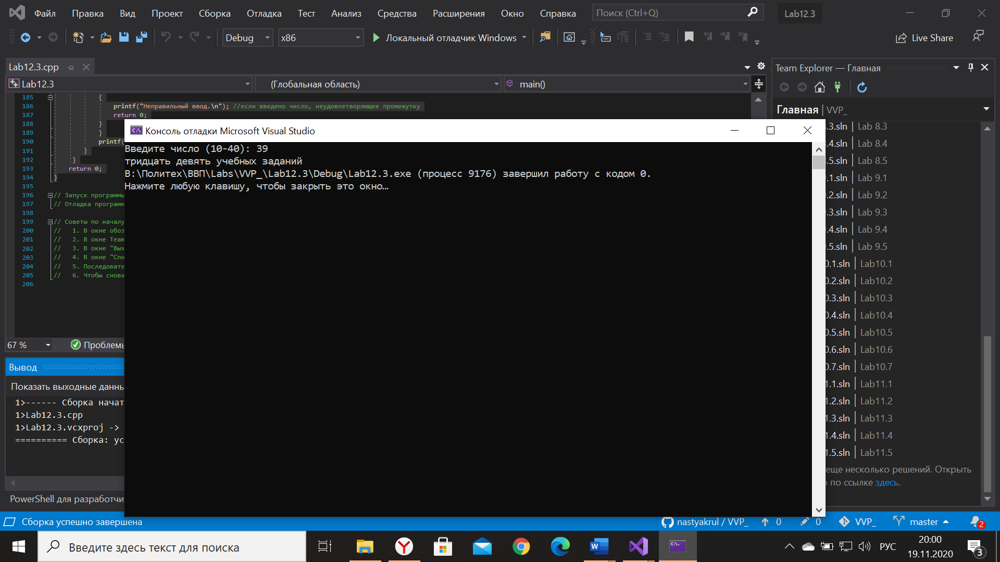 Файл Правка Вид Проект Сборка Отладка Тест Анализ Средства Расширения Окно Справка Поиск (Ctrl+Q) Lab12.3
Debug x86 Локальный отладчик Windows Live Share
Lab12.3.cpp
Lab12.3 (Глобальная область) main()
185 {
186 printf("Неправильный ввод.\n"); //если введено число, неудовлетворяющее промежутку
187 return 0;
188 }
189 }
190 printf(
191 }
192 }
193 return 0;
194 }
195
196 // Запуск программы
197 // Отладка програм
198
199 // Советы по началу
200 // 1. В окне обоз
201 // 2. В окне Team
202 // 3. В окне "Вых
203 // 4. В окне "Спи
204 // 5. Последовате
205 // 6. Чтобы снова
206
67 % Проблемы
Консоль отладки Microsoft Visual Studio
Введите число (10-40): 39
тридцать девять учебных заданий
B:\Политех\ВВП\Labs\VVP_\Lab12.3\Debug\Lab12.3.exe (процесс 9176) завершил работу с кодом 0.
Нажмите любую клавишу, чтобы закрыть это окно…
Вывод
Показать выходные данны
1>------ Сборка начат
1>Lab12.3.cpp
1>Lab12.3.vcxproj ->
========== Сборка: ус
PowerShell для разработчи
Team Explorer — Главная
Главная | VVP_
.3.sln | Lab 8.3
.4.sln | Lab 8.4
.5.sln | Lab 8.5
.1.sln | Lab 9.1
.2.sln | Lab 9.2
.3.sln | Lab 9.3
.4.sln | Lab 9.4
.5.sln | Lab 9.5
0.1.sln | Lab10.1
0.2.sln | Lab10.2
0.3.sln | Lab10.3
0.4.sln | Lab10.4
0.5.sln | Lab10.5
0.6.sln | Lab10.6
0.7.sln | Lab10.7
1.1.sln | Lab11.1
1.2.sln | Lab11.2
1.3.sln | Lab11.3
1.4.sln | Lab11.4
1.5.sln | Lab11.5
еще несколько решений. Открыть
по ссылке здесь.
Сборка успешно завершена nastyakrul / VVP_ 0 0 VVP_ master 2
Введите здесь текст для поиска РУС 20:00
19.11.2020 3